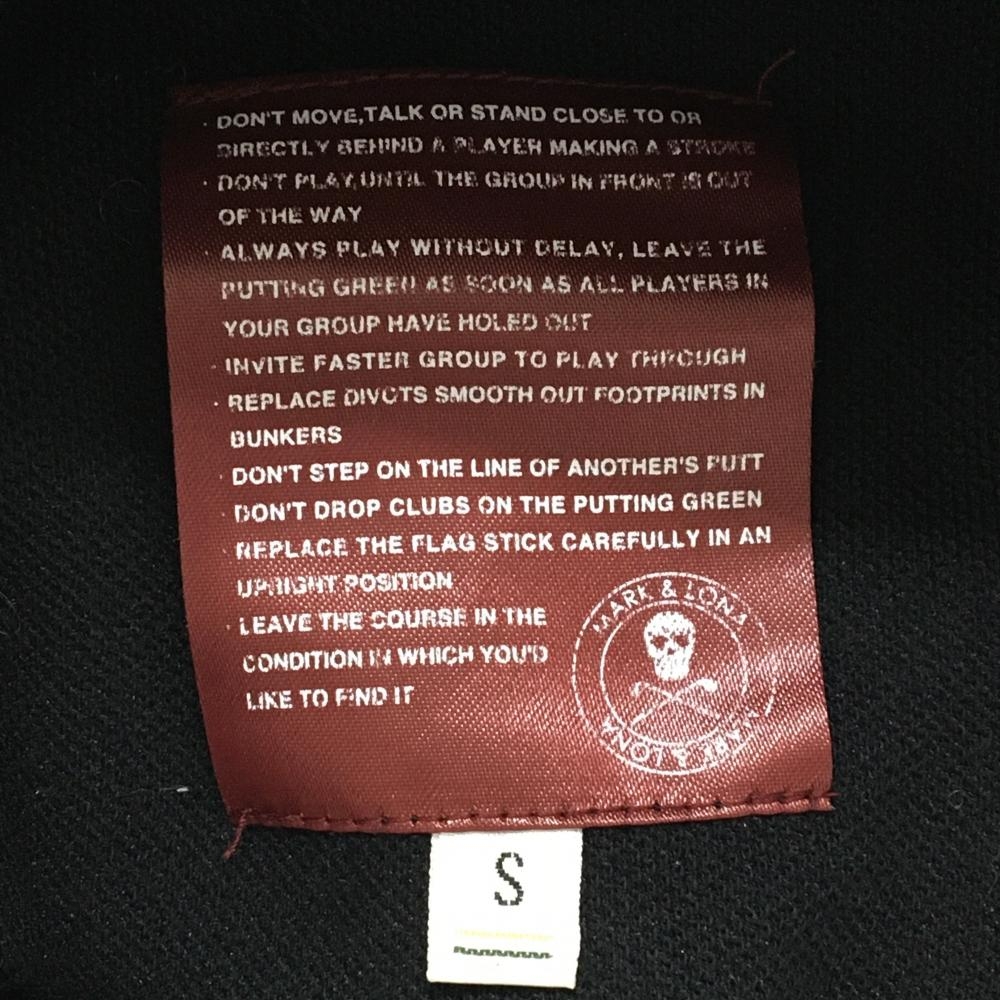 · DON'T MOVE,TALK OR STAND CLOSE TO OR
DIRECTLY BEHIND A PLAYER MAKING A STROKE
· DON'T PLAY, UNTIL THE GROUP IN FRONT IS OUT
OF THE WAY
· ALWAYS PLAY WITHOUT DELAY, LEAVE THE
PUTTING GREEN AS SOON AS ALL PLAYERS IN
YOUR GROUP HAVE HOLED OUT
· INVITE FASTER GROUP TO PLAY THROUGH
· REPLACE DIVOTS SMOOTH OUT FOOTPRINTS IN
BUNKERS
· DON'T STEP ON THE LINE OF ANOTHER'S PUTT
· DON'T DROP CLUBS ON THE PUTTING GREEN
· REPLACE THE FLAG STICK CAREFULLY IN AN
UPRIGHT POSITION
· LEAVE THE COURSE IN THE
CONDITION IN WHICH YOU'D
LIKE TO FIND IT
MARK & LONA
MARK & LONA
S